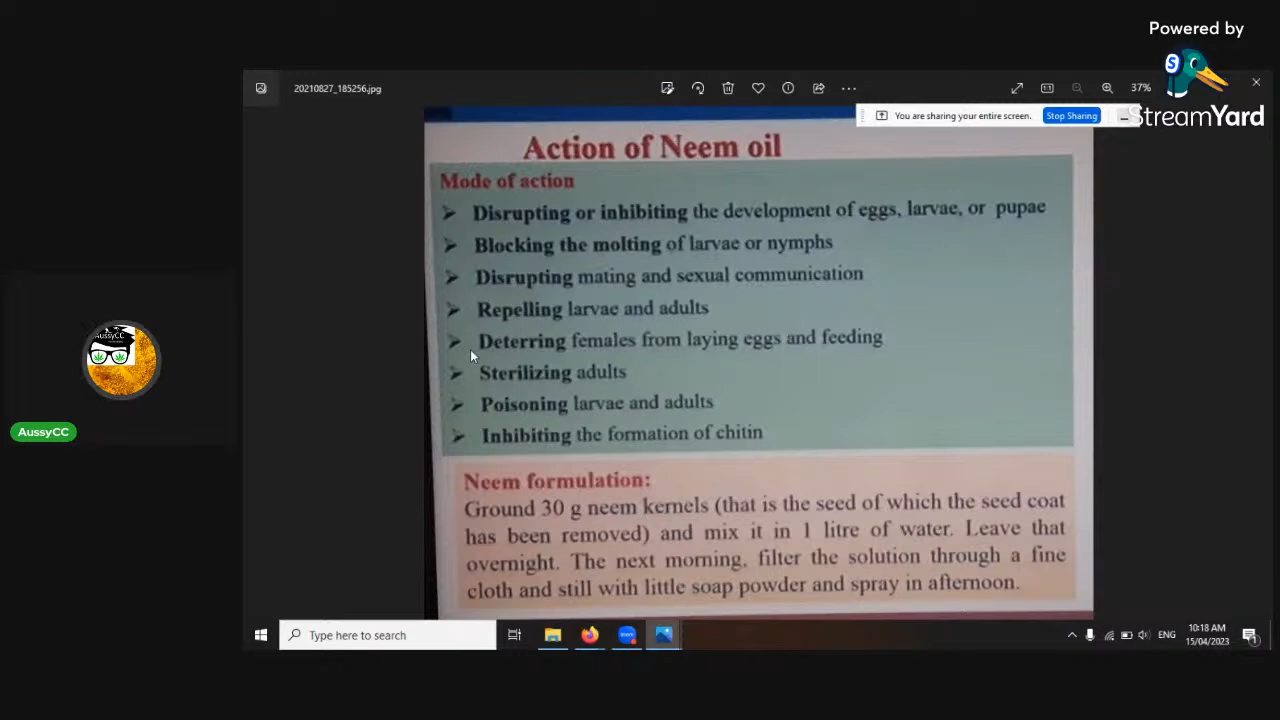 Powered by
StreamYard
20210827_185256.jpg
37%
You are sharing your entire screen.
Stop Sharing
Action of Neem oil
Mode of action
Disrupting or inhibiting the development of eggs, larvae, or pupae
Blocking the molting of larvae or nymphs
Disrupting mating and sexual communication
Repelling larvae and adults
Deterring females from laying eggs and feeding
Sterilizing adults
Poisoning larvae and adults
Inhibiting the formation of chitin
Neem formulation:
Ground 30 g neem kernels (that is the seed of which the seed coat
has been removed) and mix it in 1 litre of water. Leave that
overnight. The next morning, filter the solution through a fine
cloth and still with little soap powder and spray in afternoon.
AussyCC
AussyCC
Type here to search
ENG
10:18 AM
15/04/2023